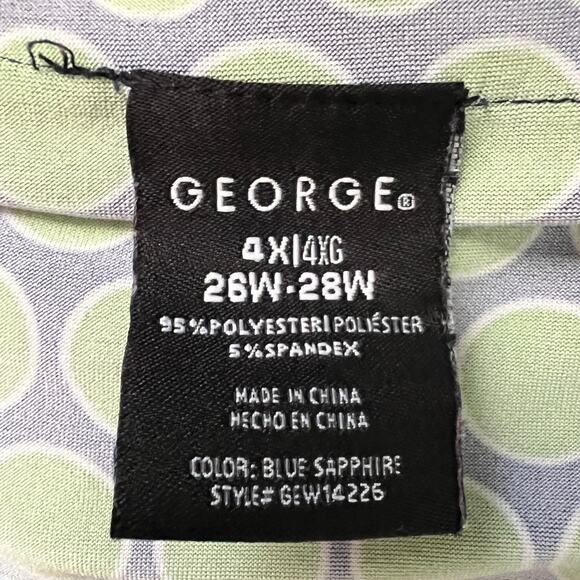 GEORGE®
4X|4XG
26W-28W
95%POLYESTER|POLIÉSTER
5%SPANDEX
MADE IN CHINA
HECHO EN CHINA
COLOR: BLUE SAPPHIRE
STYLE# GEW14226